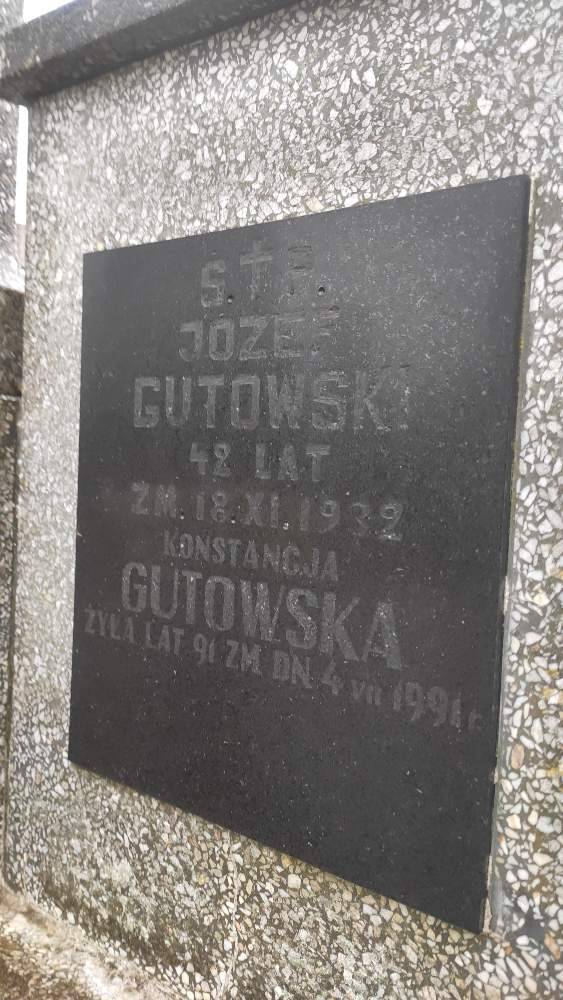 Ś.†P.
JÓZEF
GUTOWSKI
42 LAT
ZM. 18.XI.1932
KONSTANCJA
GUTOWSKA
ŻYŁA LAT 91 ZM. DN. 4 VII 1991 r.